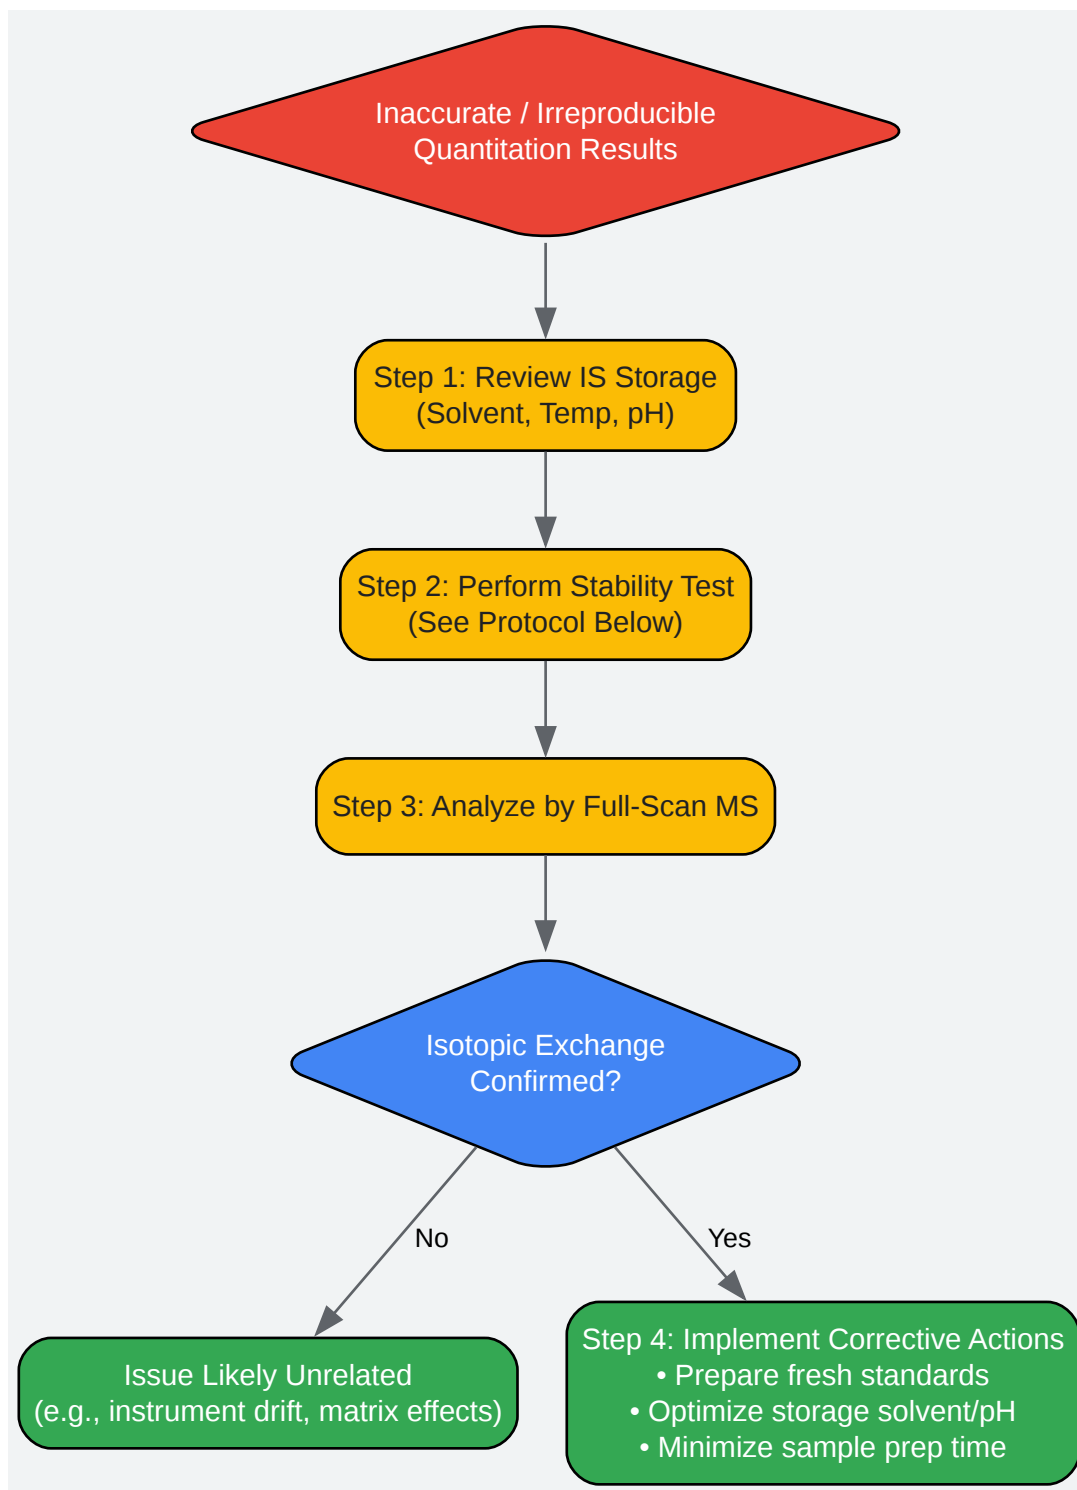 Inaccurate / Irreproducible
Quantitation Results
Step 1: Review IS Storage
(Solvent, Temp, pH)
Step 2: Perform Stability Test
(See Protocol Below)
Step 3: Analyze by Full-Scan MS
Isotopic Exchange
Confirmed?
No
Yes
Issue Likely Unrelated
(e.g., instrument drift, matrix effects)
Step 4: Implement Corrective Actions
• Prepare fresh standards
• Optimize storage solvent/pH
• Minimize sample prep time